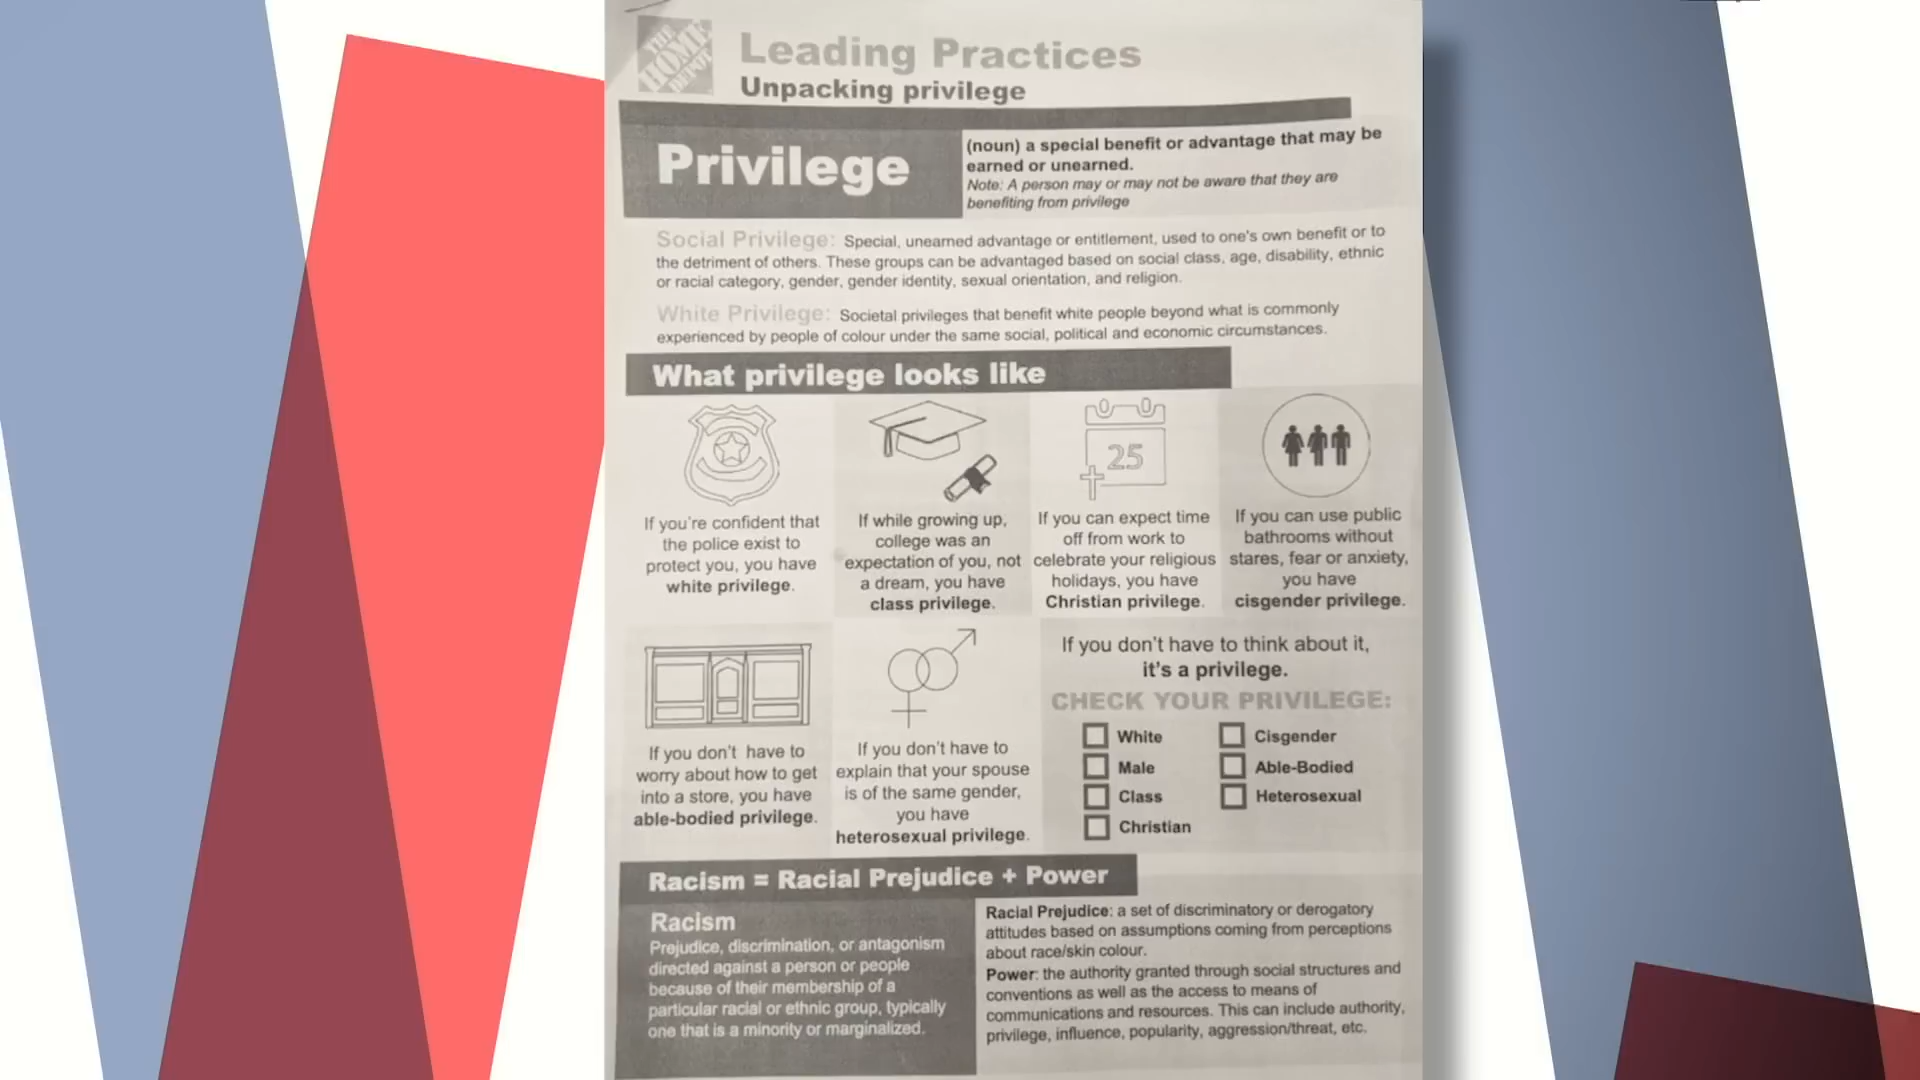 THE
HOME
DEPOT
Leading Practices
Unpacking privilege
Privilege
(noun) a special benefit or advantage that may be
earned or unearned.
Note: A person may or may not be aware that they are
benefiting from privilege
Social Privilege: Special, unearned advantage or entitlement, used to one's own benefit or to
the detriment of others. These groups can be advantaged based on social class, age, disability, ethnic
or racial category, gender, gender identity, sexual orientation, and religion.
White Privilege: Societal privileges that benefit white people beyond what is commonly
experienced by people of colour under the same social, political and economic circumstances.
What privilege looks like
If you're confident that
the police exist to
protect you, you have
white privilege.
If while growing up,
college was an
expectation of you, not
a dream, you have
class privilege.
25
If you can expect time
off from work to
celebrate your religious
holidays, you have
Christian privilege.
If you can use public
bathrooms without
stares, fear or anxiety,
you have
cisgender privilege.
If you don't have to
worry about how to get
into a store, you have
able-bodied privilege.
If you don't have to
explain that your spouse
is of the same gender,
you have
heterosexual privilege.
If you don't have to think about it,
it's a privilege.
CHECK YOUR PRIVILEGE:
White
Male
Class
Christian
Cisgender
Able-Bodied
Heterosexual
Racism = Racial Prejudice + Power
Racism
Prejudice, discrimination, or antagonism
directed against a person or people
because of their membership of a
particular racial or ethnic group, typically
one that is a minority or marginalized.
Racial Prejudice: a set of discriminatory or derogatory
attitudes based on assumptions coming from perceptions
about race/skin colour.
Power: the authority granted through social structures and
conventions as well as the access to means of
communications and resources. This can include authority,
privilege, influence, popularity, aggression/threat, etc.